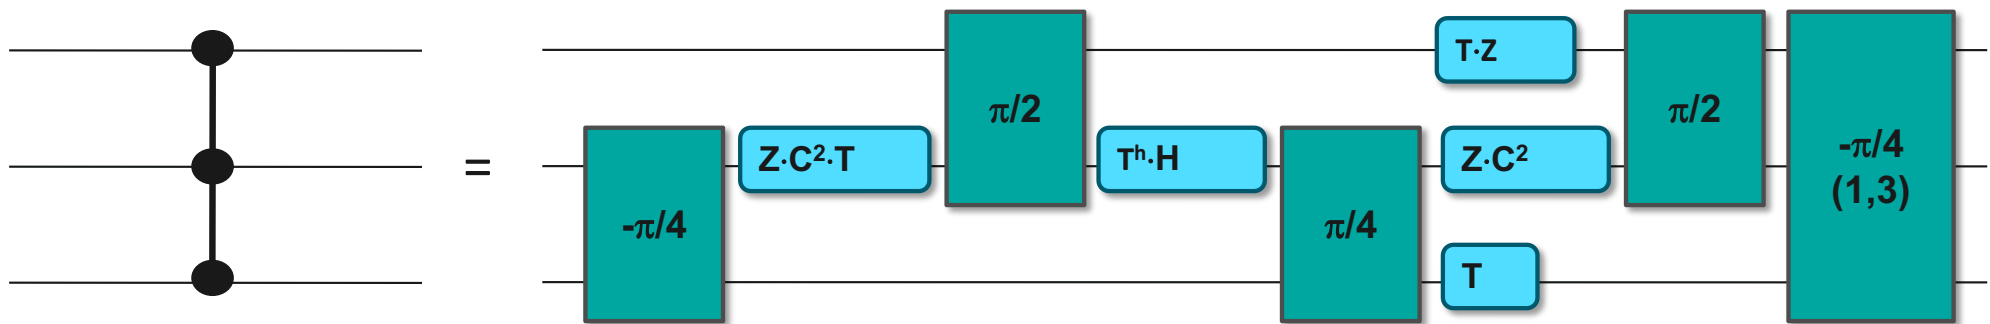 =
-π/4
Z·C²·T
π/2
Tʰ·H
π/4
T·Z
Z·C²
T
π/2
-π/4
(1,3)